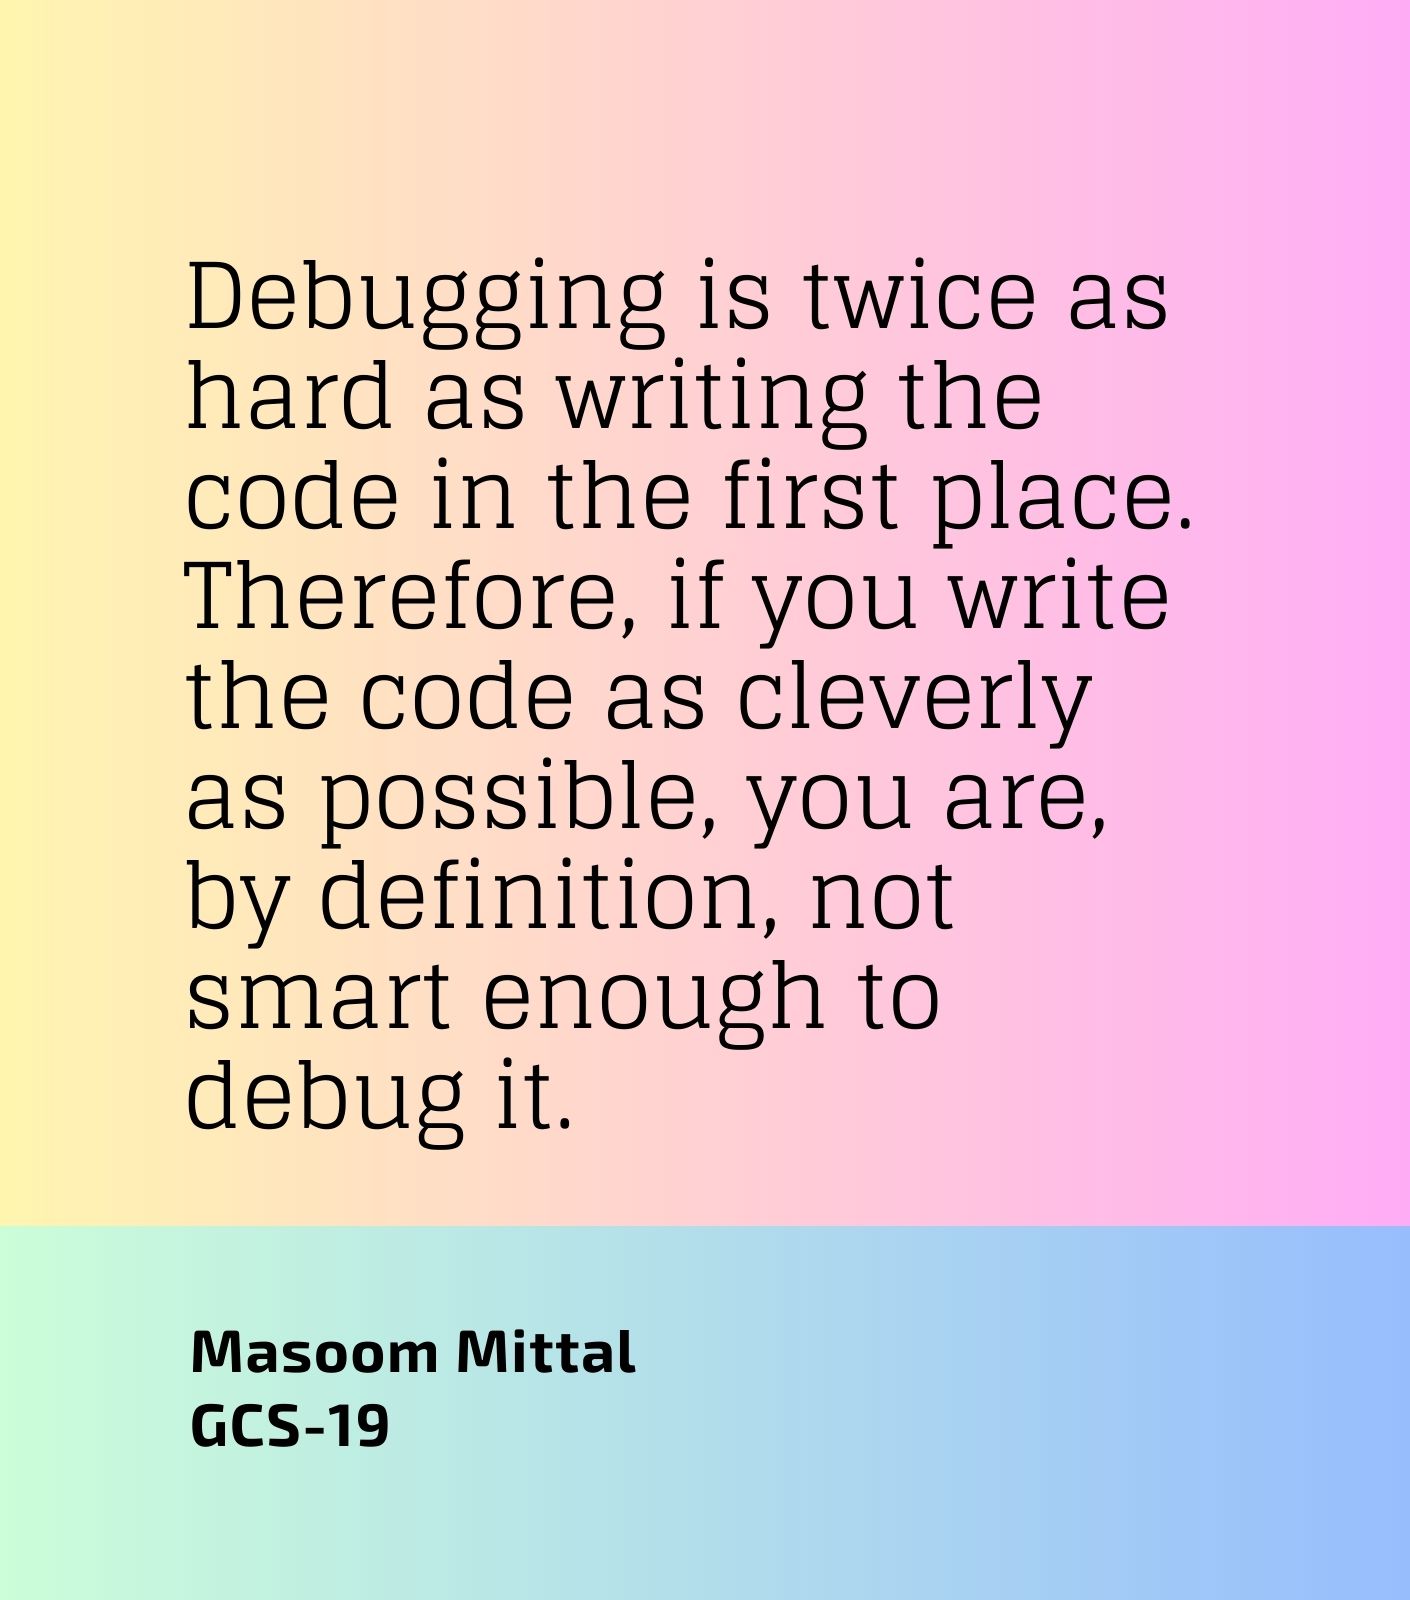 Debugging is twice as
hard as writing the
code in the first place.
Therefore, if you write
the code as cleverly
as possible, you are,
by definition, not
smart enough to
debug it.
Masoom Mittal
GCS-19